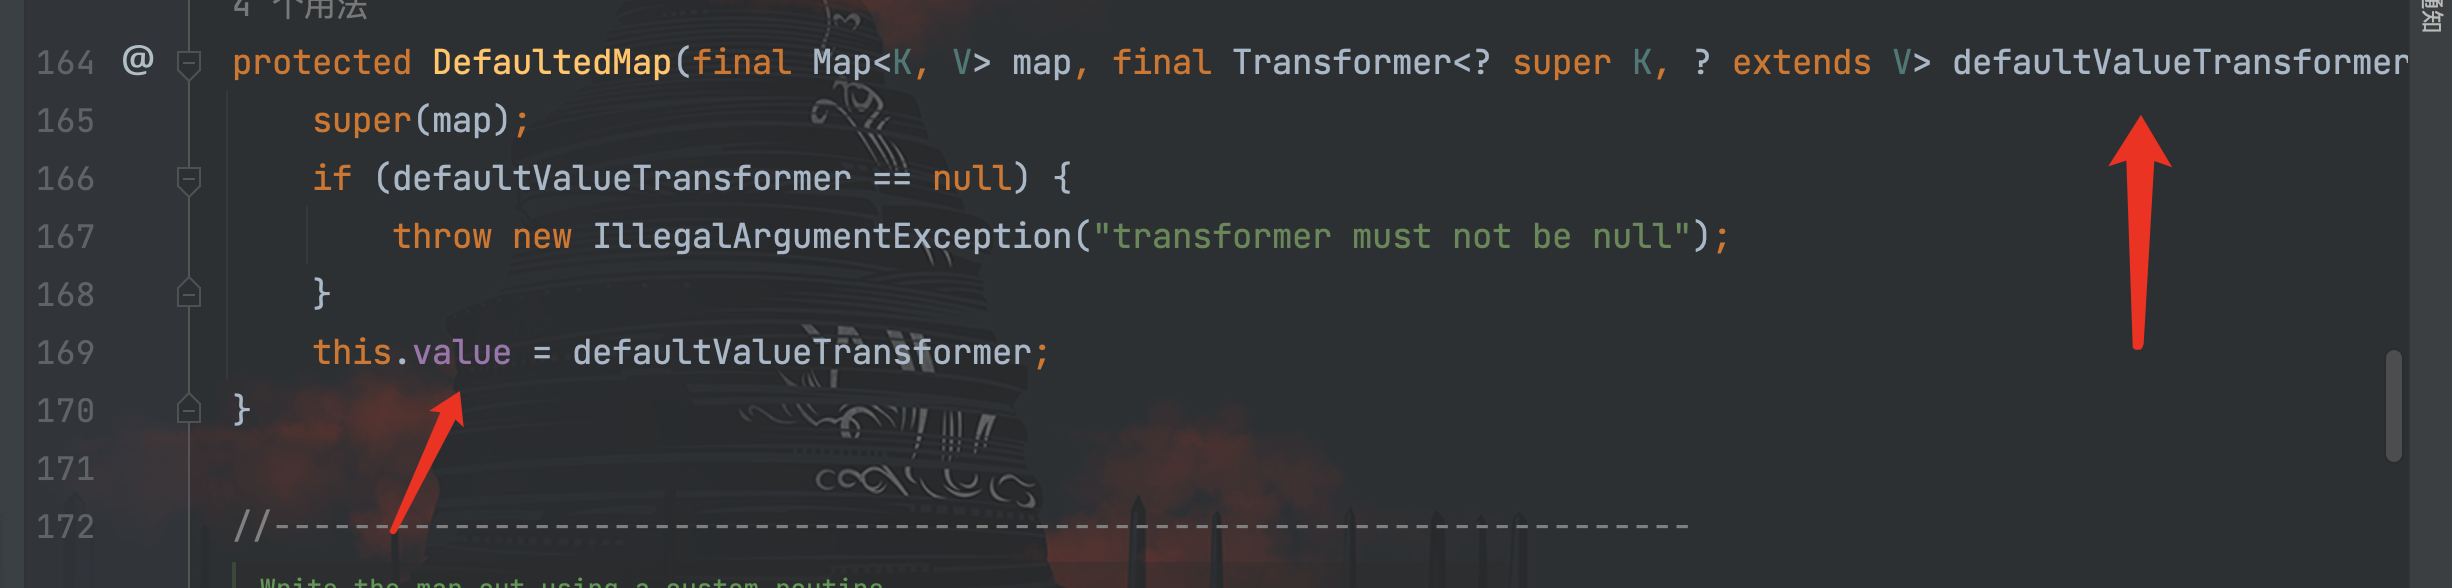 4 个用法
164 @ protected DefaultedMap(final Map<K, V> map, final Transformer<? super K, ? extends V> defaultValueTransformer
165 super(map);
166 if (defaultValueTransformer == null) {
167 throw new IllegalArgumentException("transformer must not be null");
168 }
169 this.value = defaultValueTransformer;
170 }
171
172 //-----------------------------------------------------------------------
Write the map out using a custom routine
通知